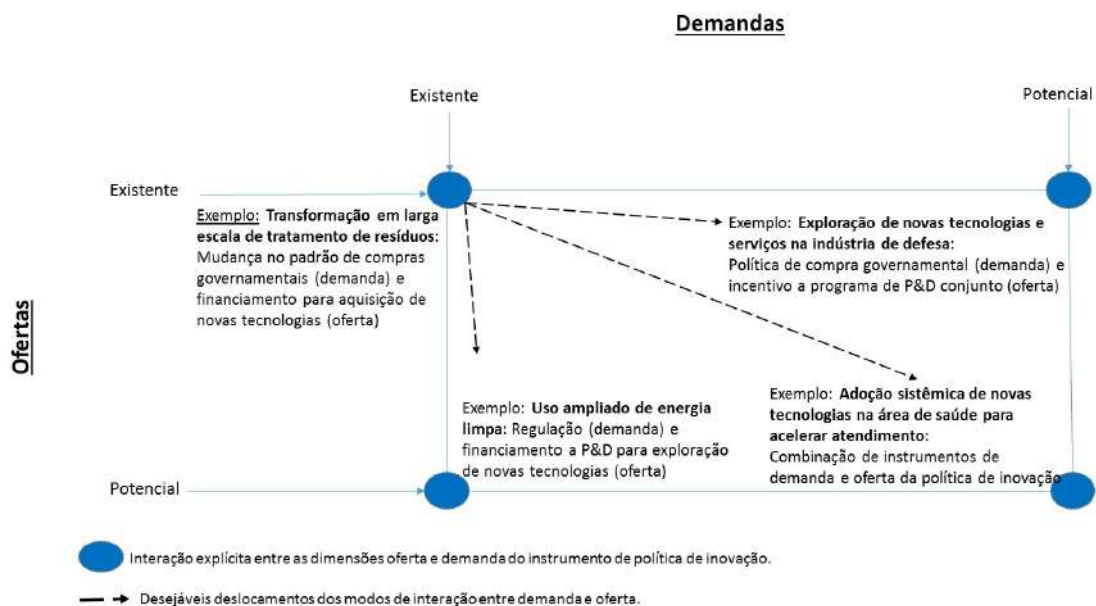 Demandas
Existente
Potencial
Existente
Exemplo: Transformação em larga
escala de tratamento de resíduos:
Mudança no padrão de compras
governamentais (demanda) e
financiamento para aquisição de
novas tecnologias (oferta)
Exemplo: Exploração de novas tecnologias e
serviços na indústria de defesa:
Política de compra governamental (demanda) e
incentivo a programa de P&D conjunto (oferta)
Ofertas
Exemplo: Uso ampliado de energia
limpa: Regulação (demanda) e
financiamento a P&D para exploração
de novas tecnologias (oferta)
Exemplo: Adoção sistêmica de novas
tecnologias na área de saúde para
acelerar atendimento:
Combinação de instrumentos de
demanda e oferta da política de inovação
Potencial
Interação explícita entre as dimensões oferta e demanda do instrumento de política de inovação.
Desejáveis deslocamentos dos modos de interação entre demanda e oferta.